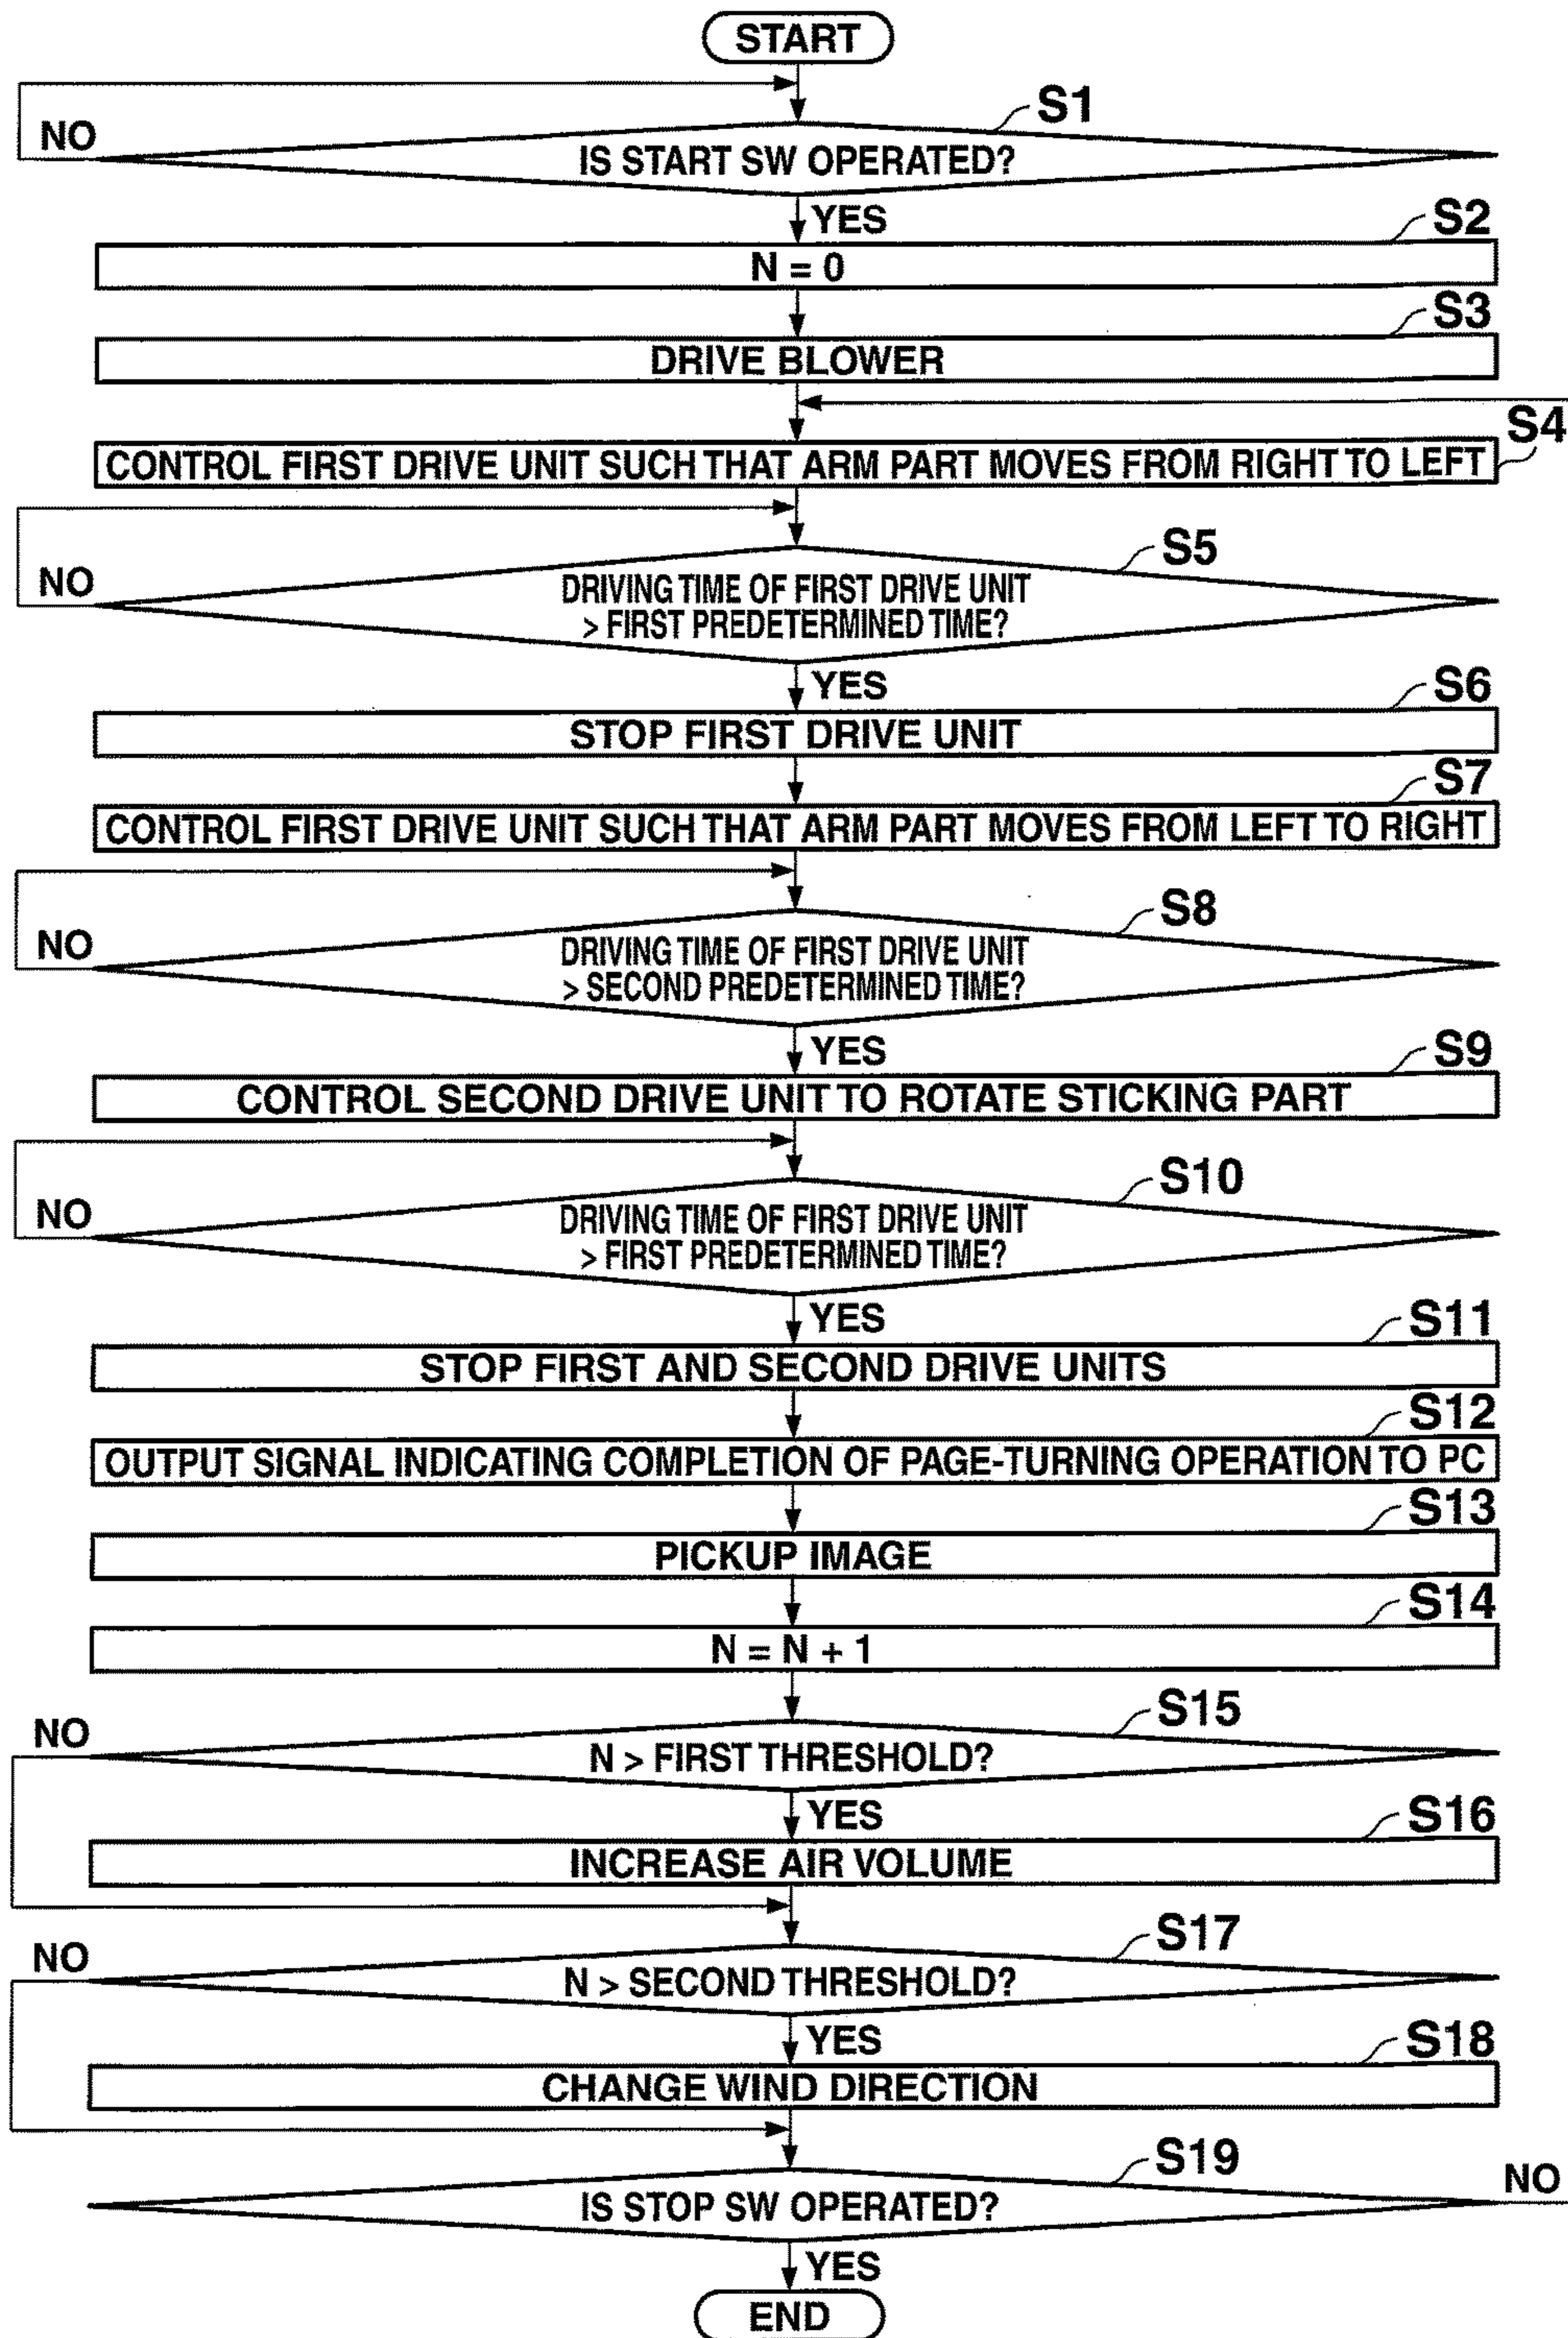 START
S1
NO
IS START SW OPERATED?
YES
S2
N = 0
S3
DRIVE BLOWER
S4
CONTROL FIRST DRIVE UNIT SUCH THAT ARM PART MOVES FROM RIGHT TO LEFT
S5
NO
DRIVING TIME OF FIRST DRIVE UNIT
> FIRST PREDETERMINED TIME?
YES
S6
STOP FIRST DRIVE UNIT
S7
CONTROL FIRST DRIVE UNIT SUCH THAT ARM PART MOVES FROM LEFT TO RIGHT
S8
NO
DRIVING TIME OF FIRST DRIVE UNIT
> SECOND PREDETERMINED TIME?
YES
S9
CONTROL SECOND DRIVE UNIT TO ROTATE STICKING PART
S10
NO
DRIVING TIME OF FIRST DRIVE UNIT
> FIRST PREDETERMINED TIME?
YES
S11
STOP FIRST AND SECOND DRIVE UNITS
S12
OUTPUT SIGNAL INDICATING COMPLETION OF PAGE-TURNING OPERATION TO PC
S13
PICKUP IMAGE
S14
N = N + 1
S15
NO
N > FIRST THRESHOLD?
YES
S16
INCREASE AIR VOLUME
S17
NO
N > SECOND THRESHOLD?
YES
S18
CHANGE WIND DIRECTION
S19
NO
IS STOP SW OPERATED?
YES
END